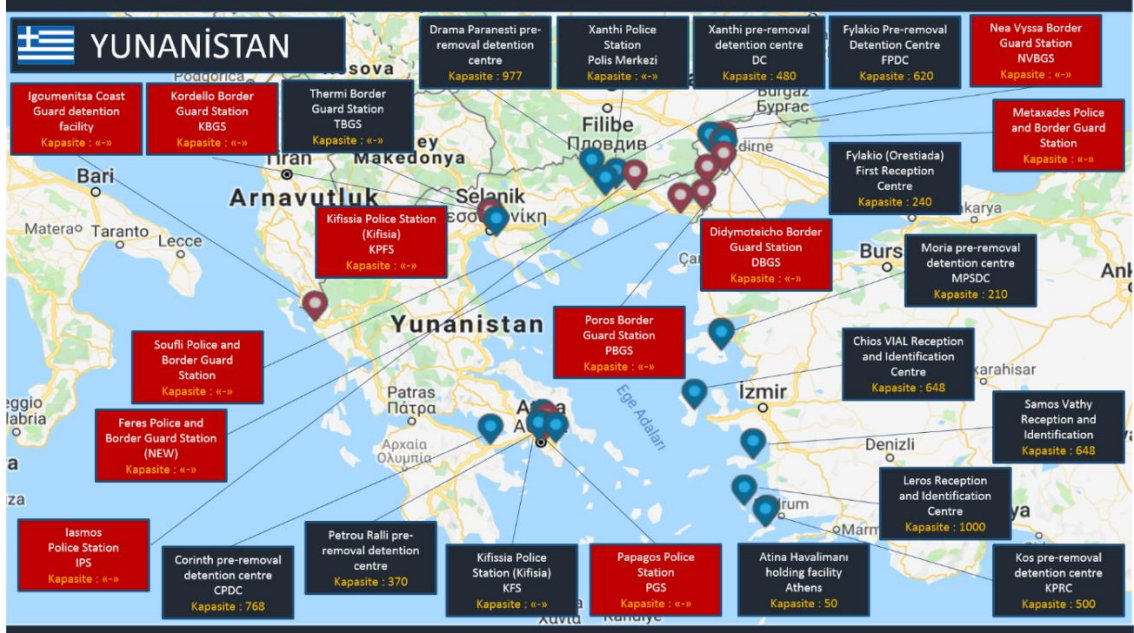 YUNANİSTAN
Drama Paranesti pre-
removal detention
centre
Kapasite : 977
Xanthi Police
Station
Polis Merkezi
Kapasite : «-»
Xanthi pre-removal
detention centre
DC
Kapasite : 480
Fylakio Pre-removal
Detention Centre
FPDC
Kapasite : 620
Nea Vyssa Border
Guard Station
NVBGS
Kapasite : «-»
Igoumenitsa Coast
Guard detention
facility
Kapasite : «-»
Kordello Border
Guard Station
KBGS
Kapasite : «-»
Thermi Border
Guard Station
TBGS
Kapasite : «-»
Metaxades Police
and Border Guard
Station
Kapasite : «-»
Fylakio (Orestiada)
First Reception
Centre
Kapasite : 240
Kifissia Police Station
(Kifisia)
KPFS
Kapasite : «-»
Didymoteicho Border
Guard Station
DBGS
Kapasite : «-»
Moria pre-removal
detention centre
MPSDC
Kapasite : 210
Poros Border
Guard Station
PBGS
Kapasite : «-»
Soufli Police and
Border Guard
Station
Kapasite : «-»
Chios VIAL Reception
and Identification
Centre
Kapasite : 648
Feres Police and
Border Guard Station
(NEW)
Kapasite : «-»
Samos Vathy
Reception and
Identification
Kapasite : 648
Leros Reception
and Identification
Centre
Kapasite : 1000
Iasmos
Police Station
IPS
Kapasite : «-»
Corinth pre-removal
detention centre
CPDC
Kapasite : 768
Petrou Ralli pre-
removal detention
centre
Kapasite : 370
Kifissia Police
Station (Kifisia)
KFS
Kapasite : «-»
Papagos Police
Station
PGS
Kapasite : «-»
Atina Havalimanı
holding facility
Athens
Kapasite : 50
Kos pre-removal
detention centre
KPRC
Kapasite : 500
Filibe
Пловдив
Бургас
Makedonya
Bari
Arnavutluk
Selanik
Matera
Taranto
Lecce
Yunanistan
Patras
Πάτρα
Αρχαία
Ολυμπία
Ege Adaları
İzmir
Denizli